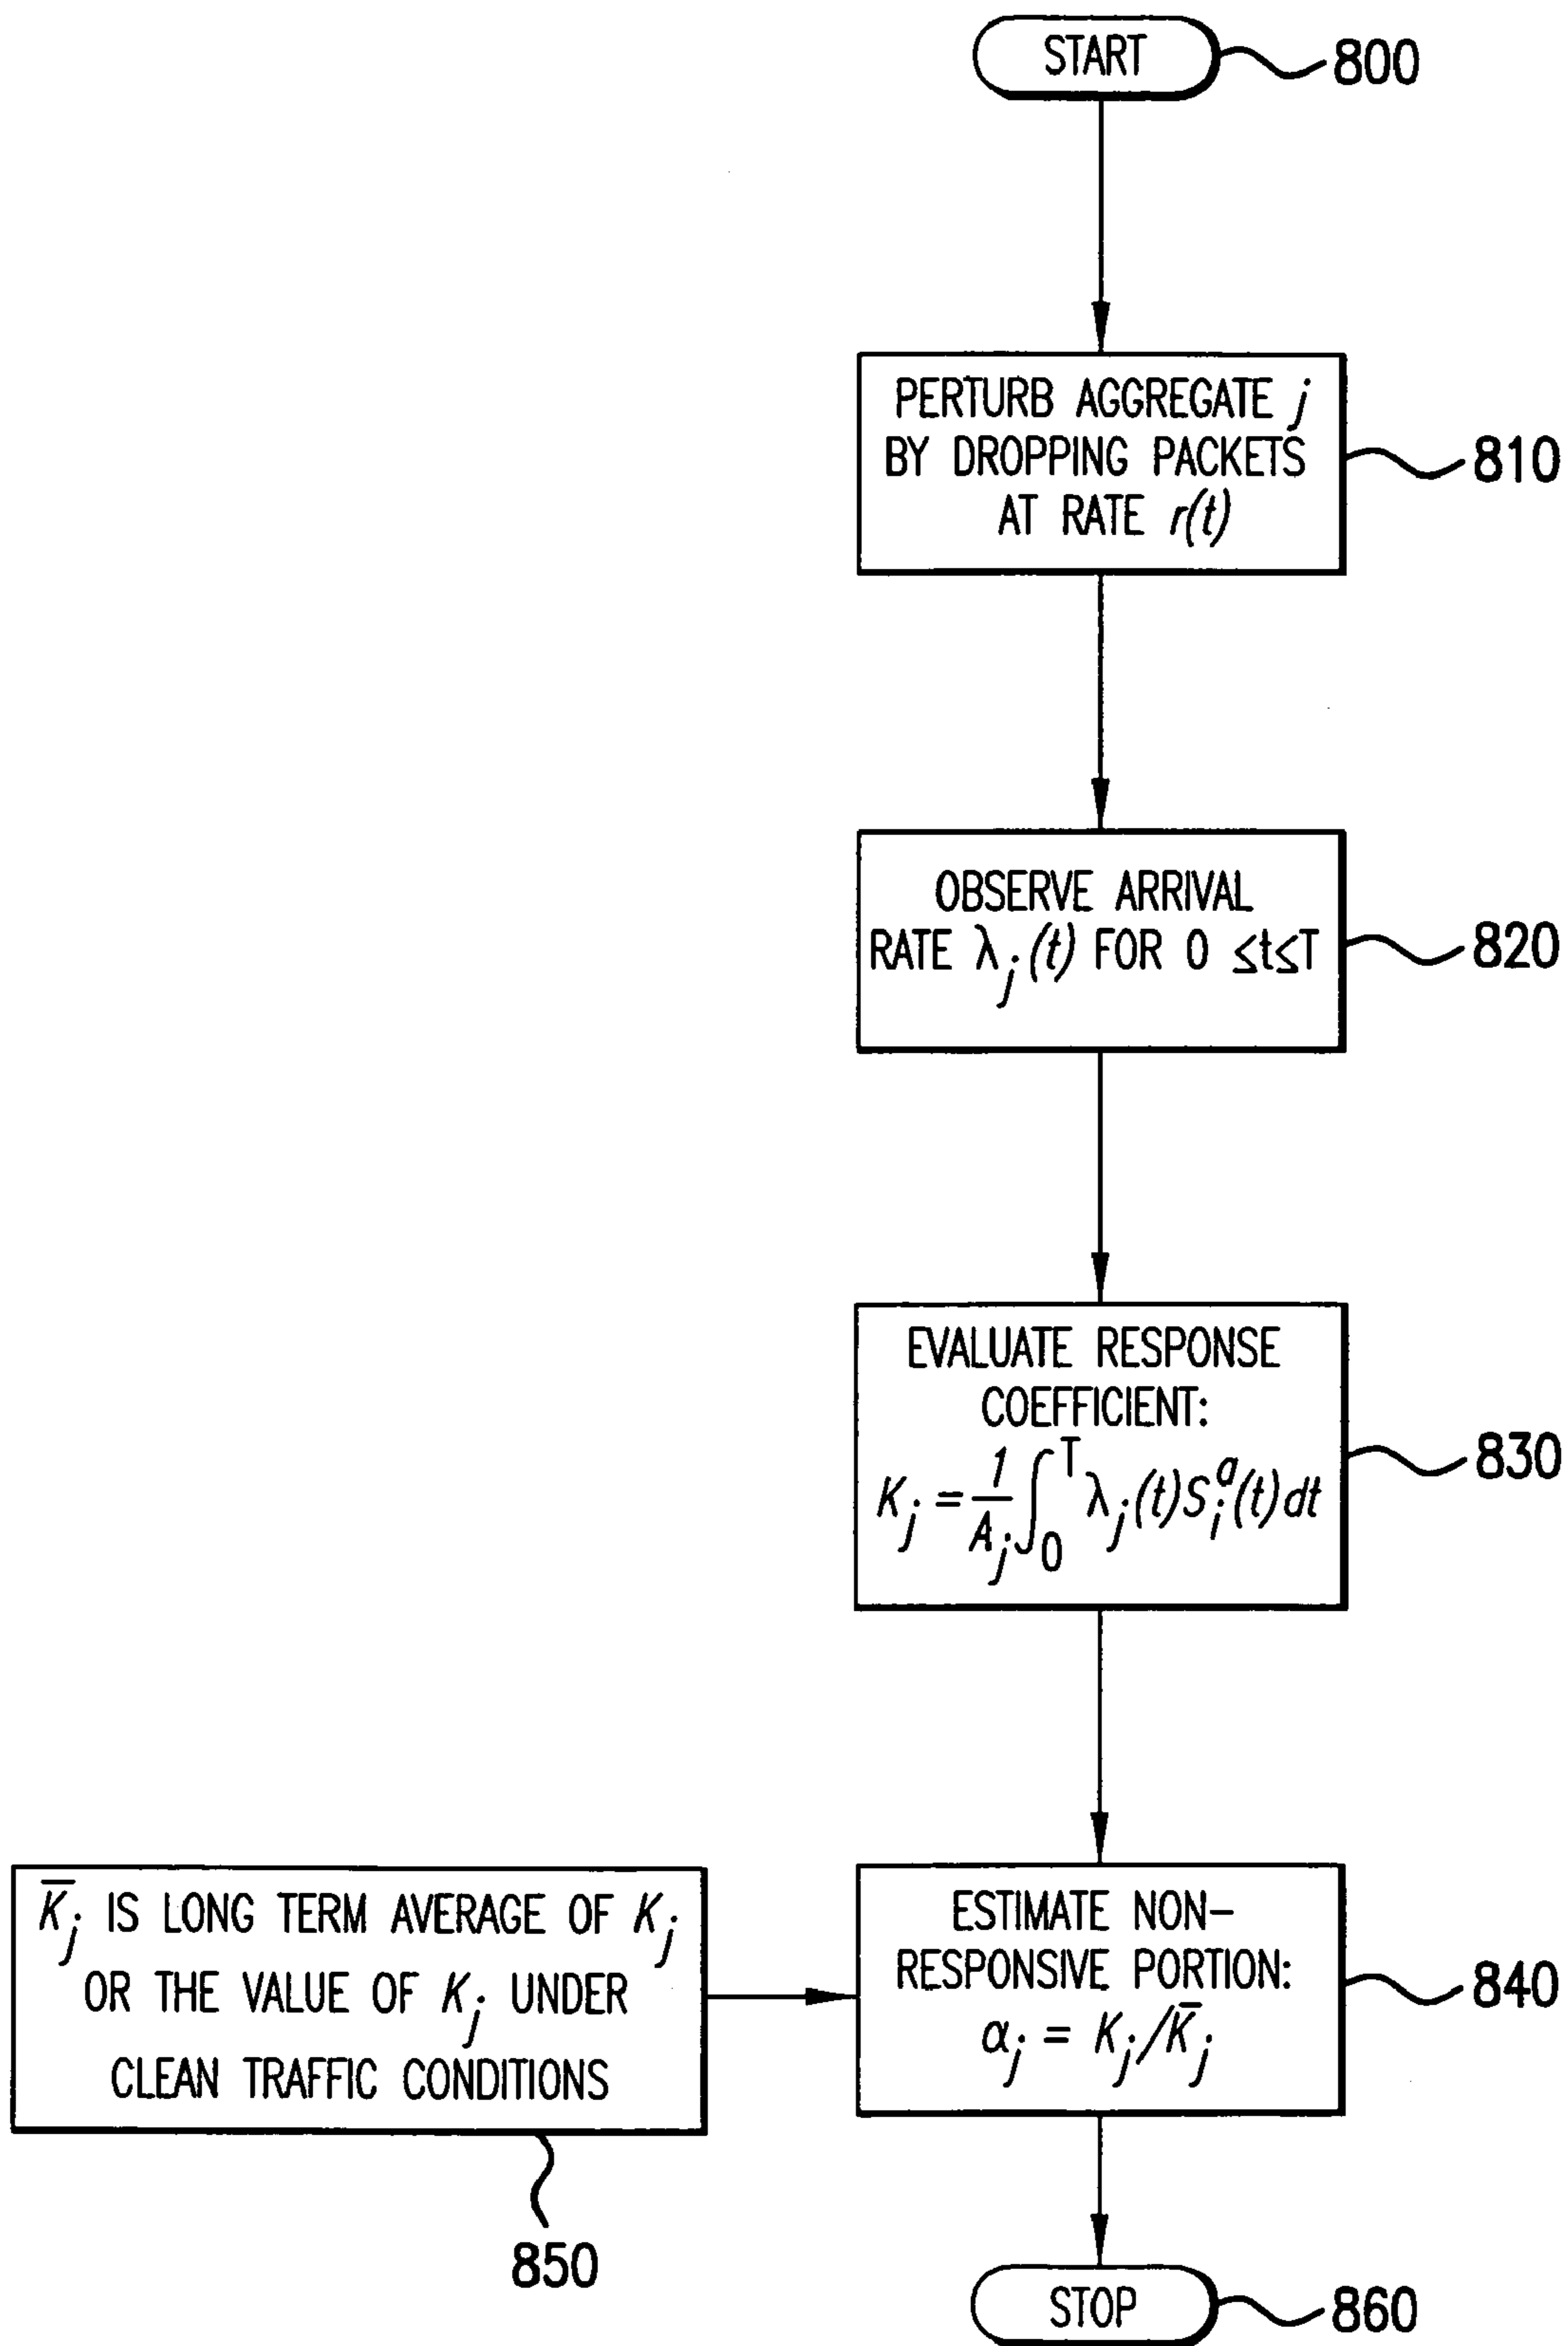 START
800
PERTURB AGGREGATE j
BY DROPPING PACKETS
AT RATE r(t)
810
OBSERVE ARRIVAL
RATE λj(t) FOR 0 ≤t≤T
820
EVALUATE RESPONSE
COEFFICIENT:
Kj = 1/Aj ∫0T λj(t)Sia(t)dt
830
K̅j IS LONG TERM AVERAGE OF Kj
OR THE VALUE OF Kj UNDER
CLEAN TRAFFIC CONDITIONS
850
ESTIMATE NON-
RESPONSIVE PORTION:
αj = Kj/K̅j
840
STOP
860